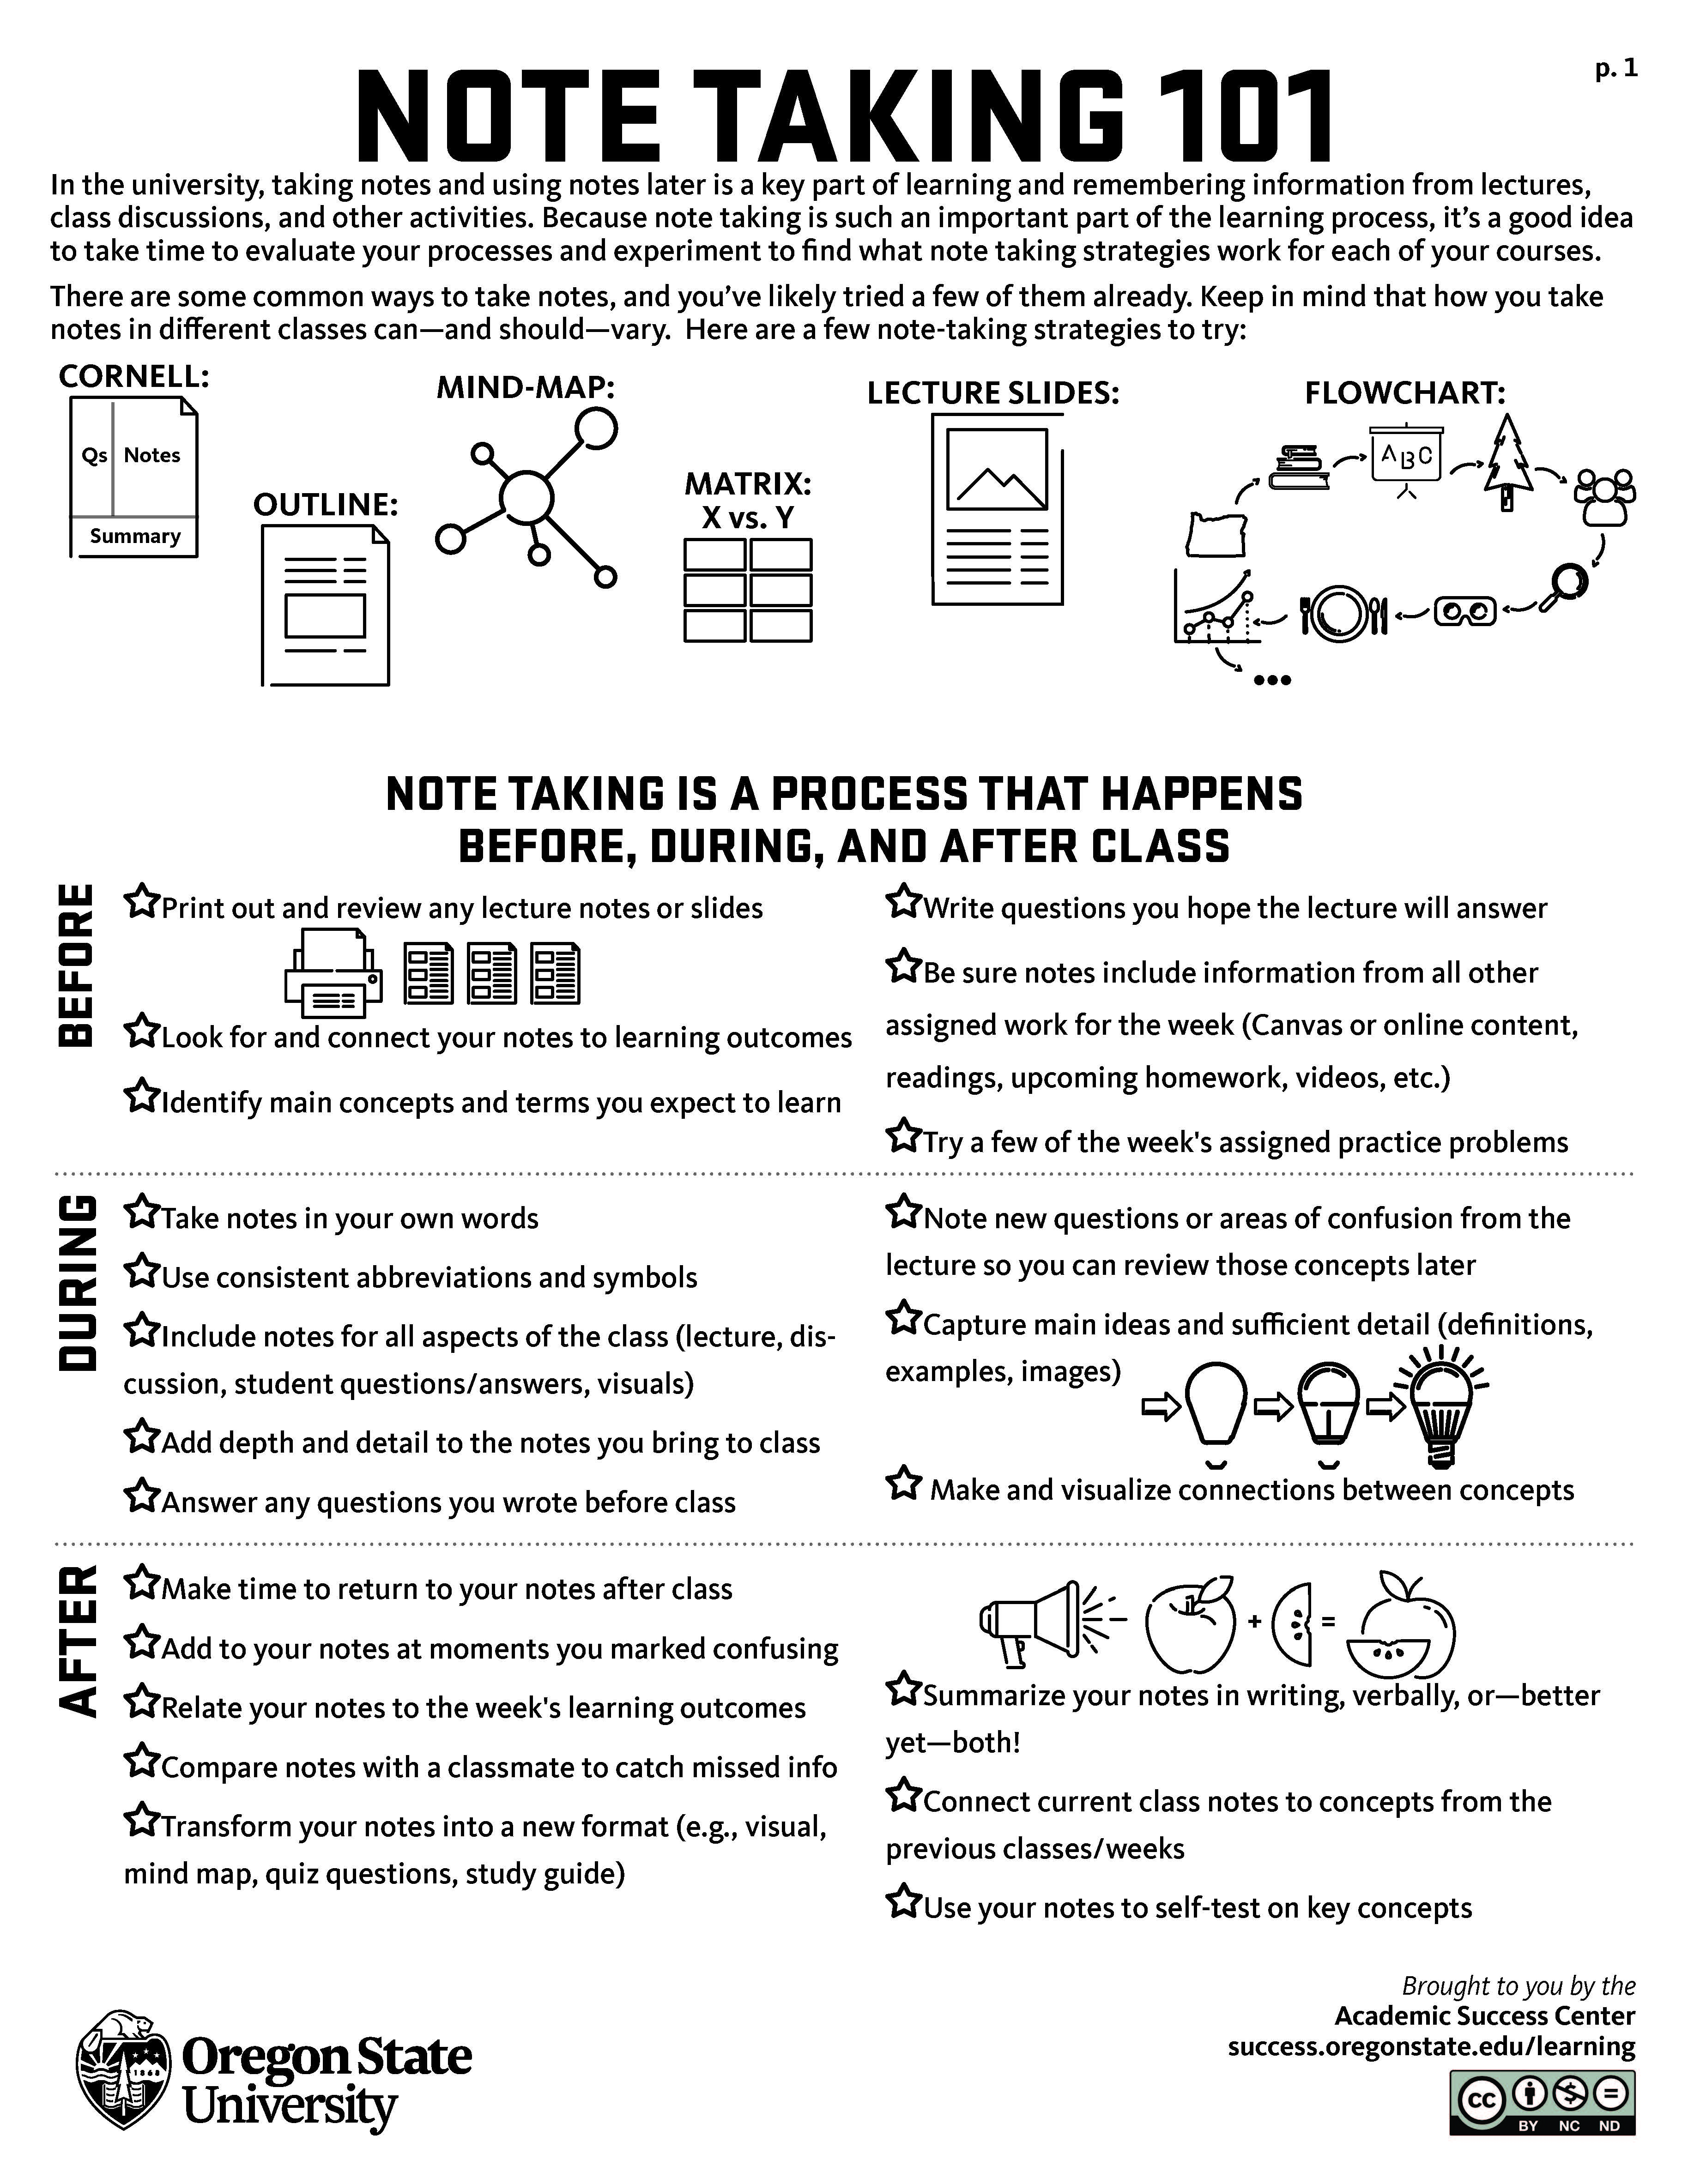 p. 1
NOTE TAKING 101
In the university, taking notes and using notes later is a key part of learning and remembering information from lectures,
class discussions, and other activities. Because note taking is such an important part of the learning process, it’s a good idea
to take time to evaluate your processes and experiment to find what note taking strategies work for each of your courses.
There are some common ways to take notes, and you’ve likely tried a few of them already. Keep in mind that how you take
notes in different classes can—and should—vary.  Here are a few note-taking strategies to try:
CORNELL:
Qs Notes
Summary
OUTLINE:
MIND-MAP:
MATRIX:
X vs. Y
LECTURE SLIDES:
FLOWCHART:
ABC
NOTE TAKING IS A PROCESS THAT HAPPENS
BEFORE, DURING, AND AFTER CLASS
BEFORE
Print out and review any lecture notes or slides
Look for and connect your notes to learning outcomes
Identify main concepts and terms you expect to learn
Write questions you hope the lecture will answer
Be sure notes include information from all other
assigned work for the week (Canvas or online content,
readings, upcoming homework, videos, etc.)
Try a few of the week's assigned practice problems
DURING
Take notes in your own words
Use consistent abbreviations and symbols
Include notes for all aspects of the class (lecture, dis-
cussion, student questions/answers, visuals)
Add depth and detail to the notes you bring to class
Answer any questions you wrote before class
Note new questions or areas of confusion from the
lecture so you can review those concepts later
Capture main ideas and sufficient detail (definitions,
examples, images)
Make and visualize connections between concepts
AFTER
Make time to return to your notes after class
Add to your notes at moments you marked confusing
Relate your notes to the week's learning outcomes
Compare notes with a classmate to catch missed info
Transform your notes into a new format (e.g., visual,
mind map, quiz questions, study guide)
+ =
Summarize your notes in writing, verbally, or—better
yet—both!
Connect current class notes to concepts from the
previous classes/weeks
Use your notes to self-test on key concepts
1868
Oregon State
University
Brought to you by the
Academic Success Center
success.oregonstate.edu/learning
cc $ =
BY NC ND